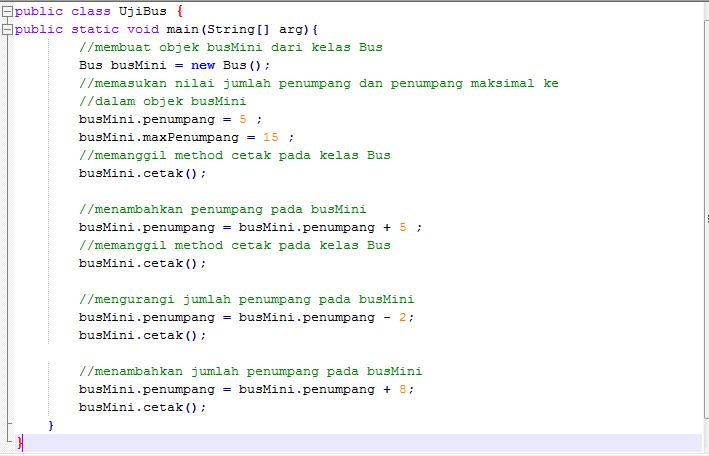 public class UjiBus {
public static void main(String[] arg){
//membuat objek busMini dari kelas Bus
Bus busMini = new Bus();
//memasukan nilai jumlah penumpang dan penumpang maksimal ke
//dalam objek busMini
busMini.penumpang = 5 ;
busMini.maxPenumpang = 15 ;
//memanggil method cetak pada kelas Bus
busMini.cetak();
//menambahkan penumpang pada busMini
busMini.penumpang = busMini.penumpang + 5 ;
//memanggil method cetak pada kelas Bus
busMini.cetak();
//mengurangi jumlah penumpang pada busMini
busMini.penumpang = busMini.penumpang - 2;
busMini.cetak();
//menambahkan jumlah penumpang pada busMini
busMini.penumpang = busMini.penumpang + 8;
busMini.cetak();
}
}